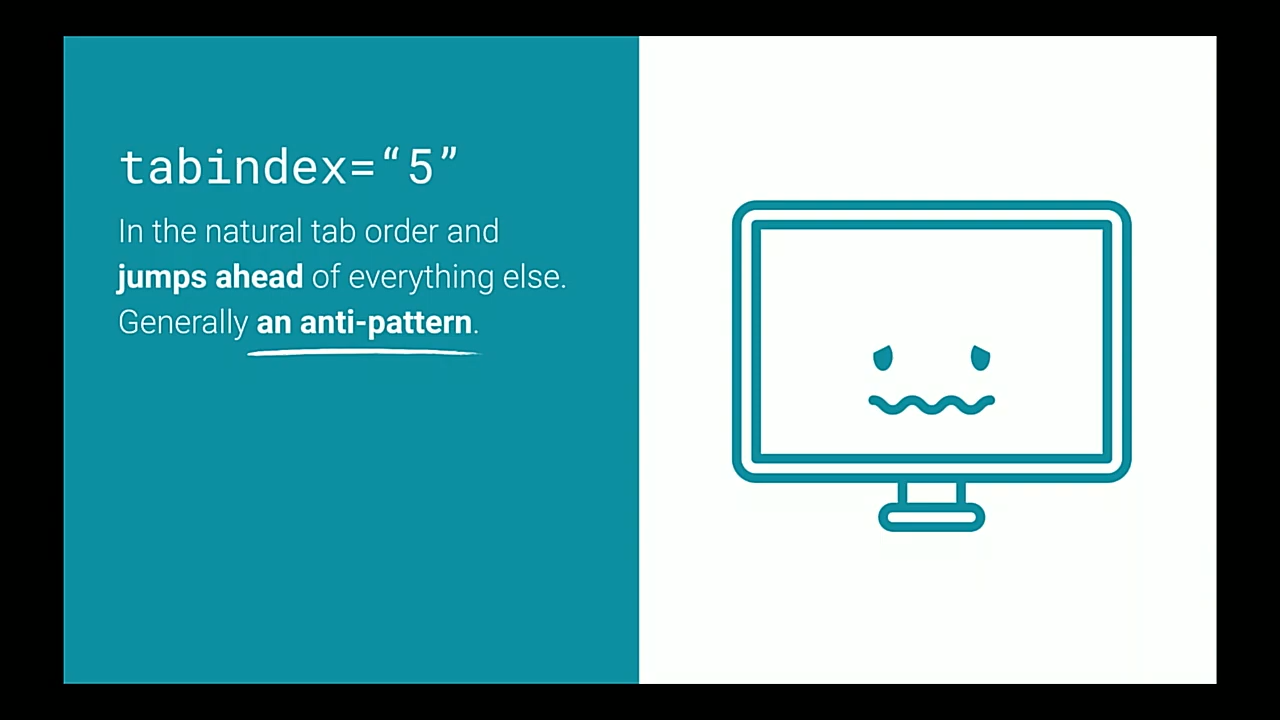 tabindex=“5”
In the natural tab order and
jumps ahead of everything else.
Generally an anti-pattern.